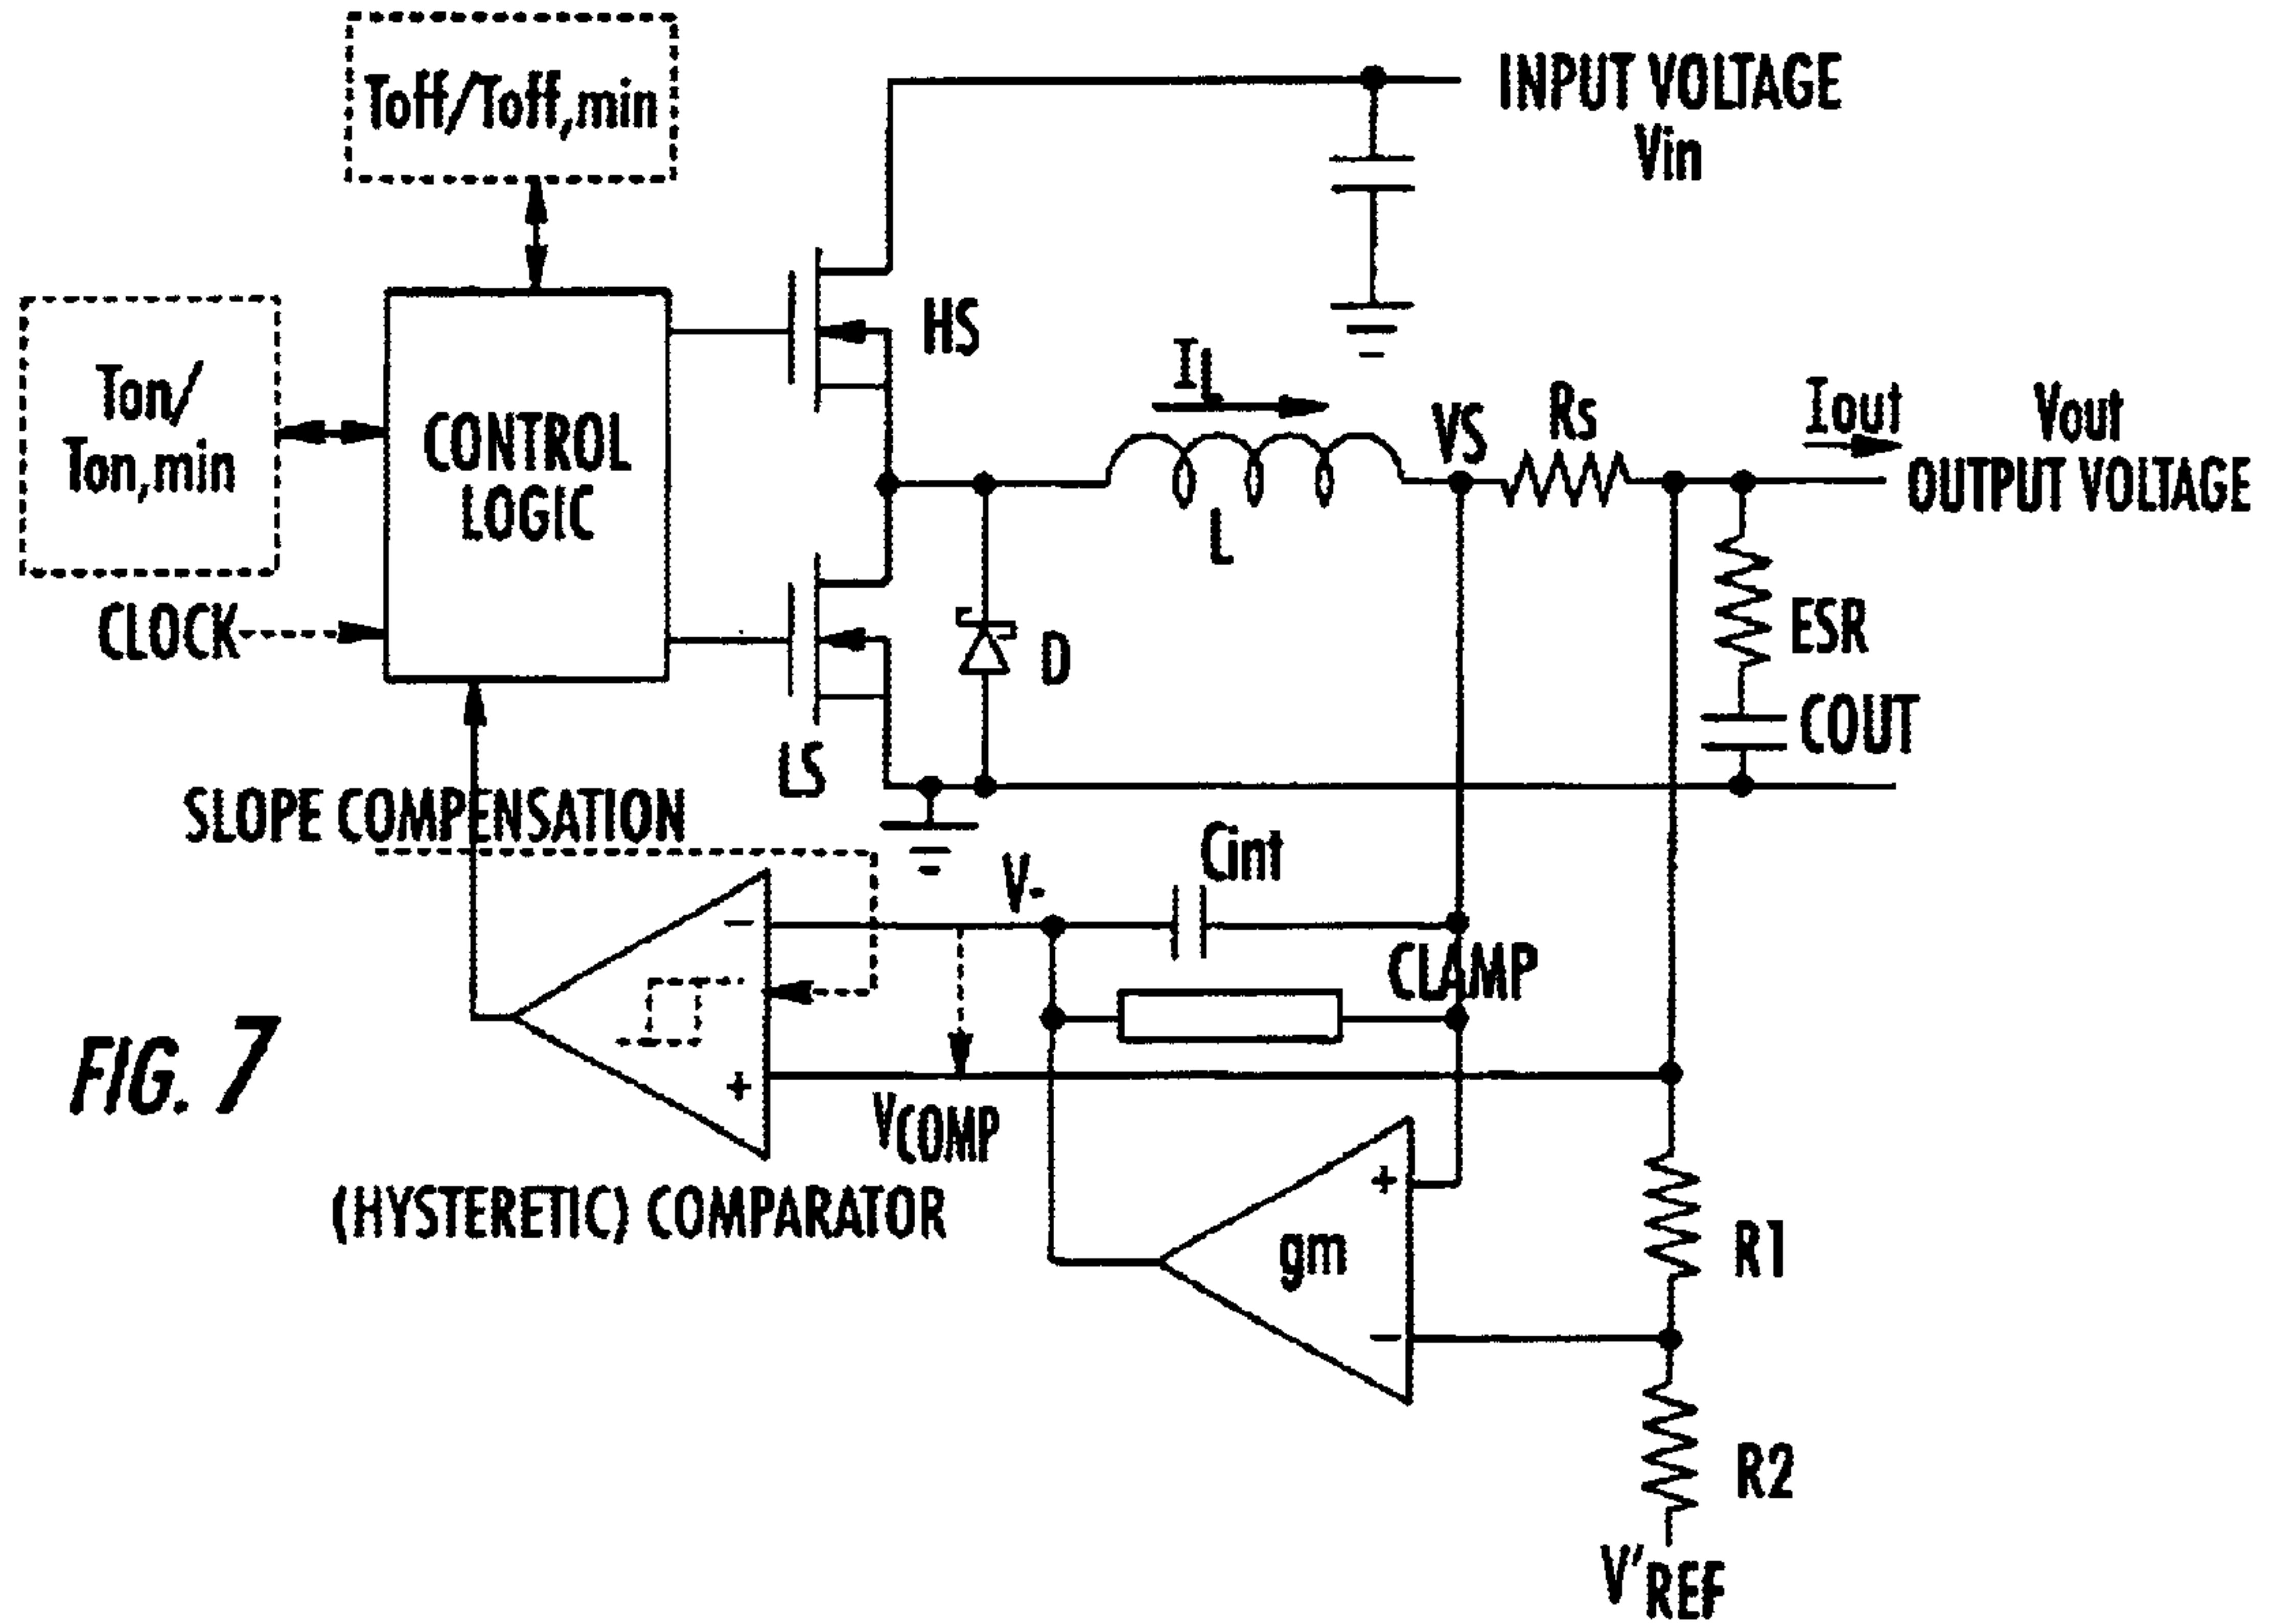 Toff/Toff,min
INPUT VOLTAGE
Vin
HS
Ton/
Ton,min
CONTROL
LOGIC
IL
VS
Rs
Iout
Vout
OUTPUT VOLTAGE
L
CLOCK
D
ESR
COUT
LS
SLOPE COMPENSATION
V-
Cint
CLAMP
−
+
FIG. 7
VCOMP
(HYSTERETIC) COMPARATOR
+
gm
−
R1
R2
V'REF